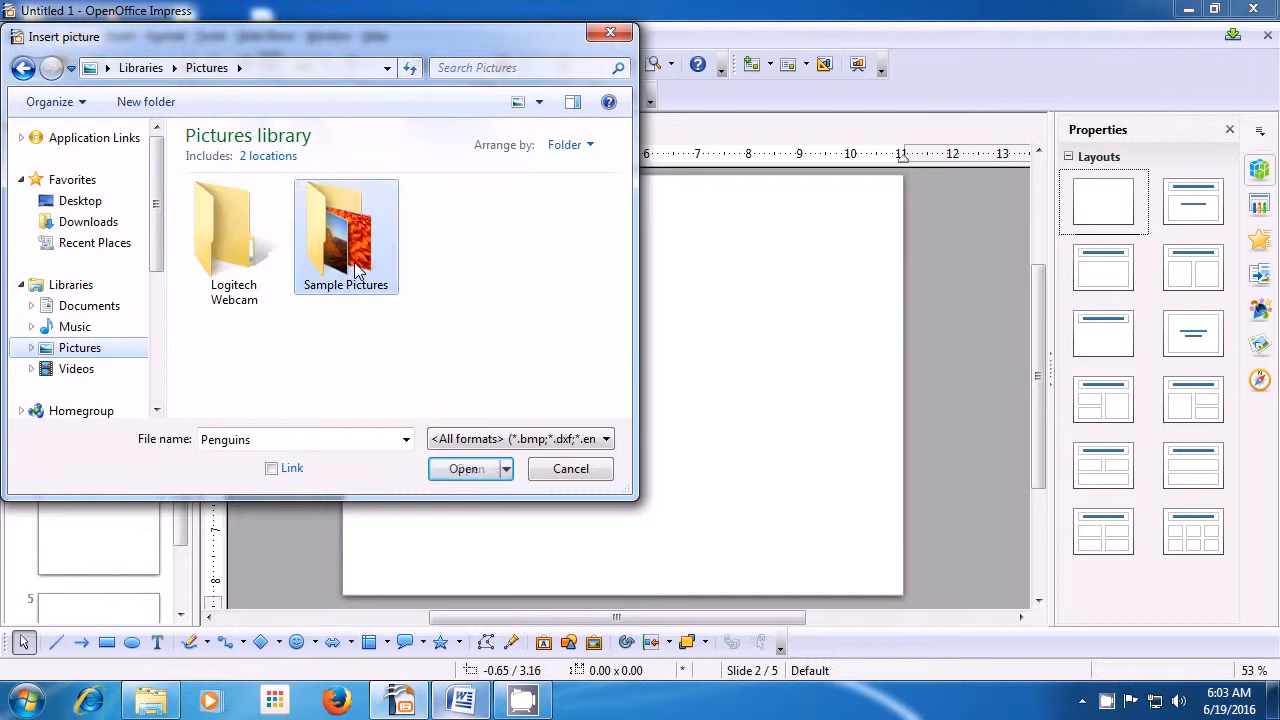 Untitled 1 - OpenOffice Impress
Insert picture
Libraries
Pictures
Search Pictures
Organize
New folder
Application Links
Favorites
Desktop
Downloads
Recent Places
Libraries
Documents
Music
Pictures
Videos
Homegroup
Pictures library
Includes: 2 locations
Arrange by: Folder
Logitech
Webcam
Sample Pictures
File name: Penguins
<All formats> (*.bmp;*.dxf;*.en
Link
Open
Cancel
6 7 8 9 10 11 12 13
Properties
Layouts
5
7
8
-0.65 / 3.16
0.00 x 0.00
*
Slide 2 / 5
Default
53 %
6:03 AM
6/19/2016